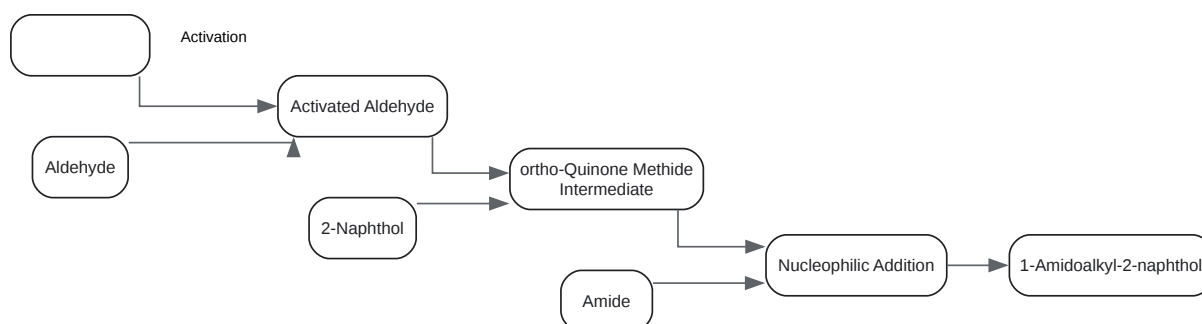 Activation
Activated Aldehyde
Aldehyde
ortho-Quinone Methide
Intermediate
2-Naphthol
Nucleophilic Addition
1-Amidoalkyl-2-naphthol
Amide